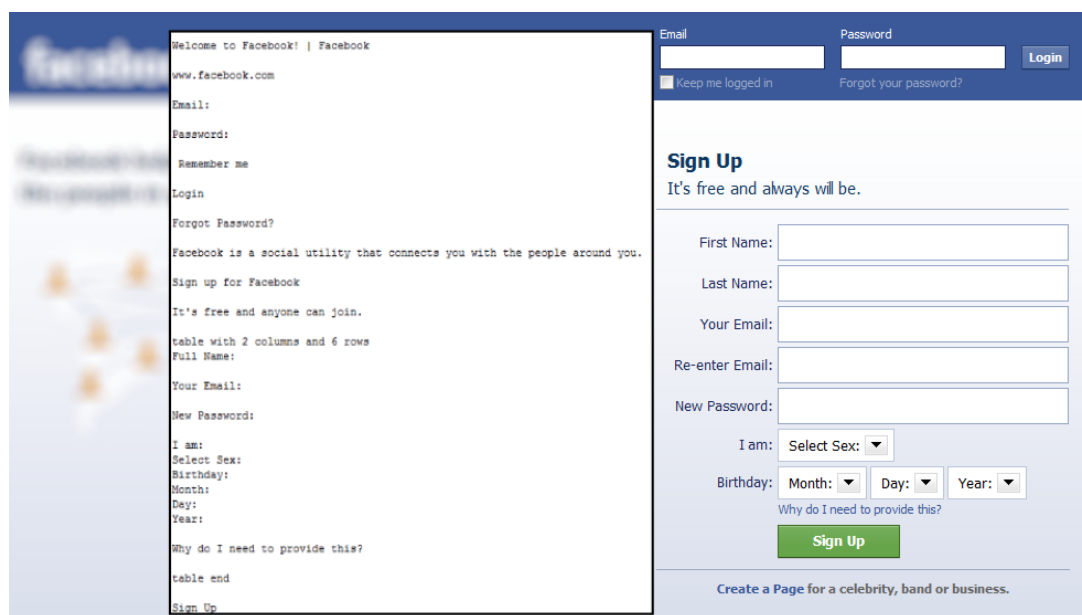 Welcome to Facebook! | Facebook
www.facebook.com
Email:
Password:
Remember me
Login
Forgot Password?
Facebook is a social utility that connects you with the people around you.
Sign up for Facebook
It's free and anyone can join.
table with 2 columns and 6 rows
Full Name:
Your Email:
New Password:
I am:
Select Sex:
Birthday:
Month:
Day:
Year:
Why do I need to provide this?
table end
Sign Up
Email Password
Login
Keep me logged in Forgot your password?
Sign Up
It's free and always will be.
First Name:
Last Name:
Your Email:
Re-enter Email:
New Password:
I am: Select Sex:
Birthday: Month: Day: Year:
Why do I need to provide this?
Sign Up
Create a Page for a celebrity, band or business.